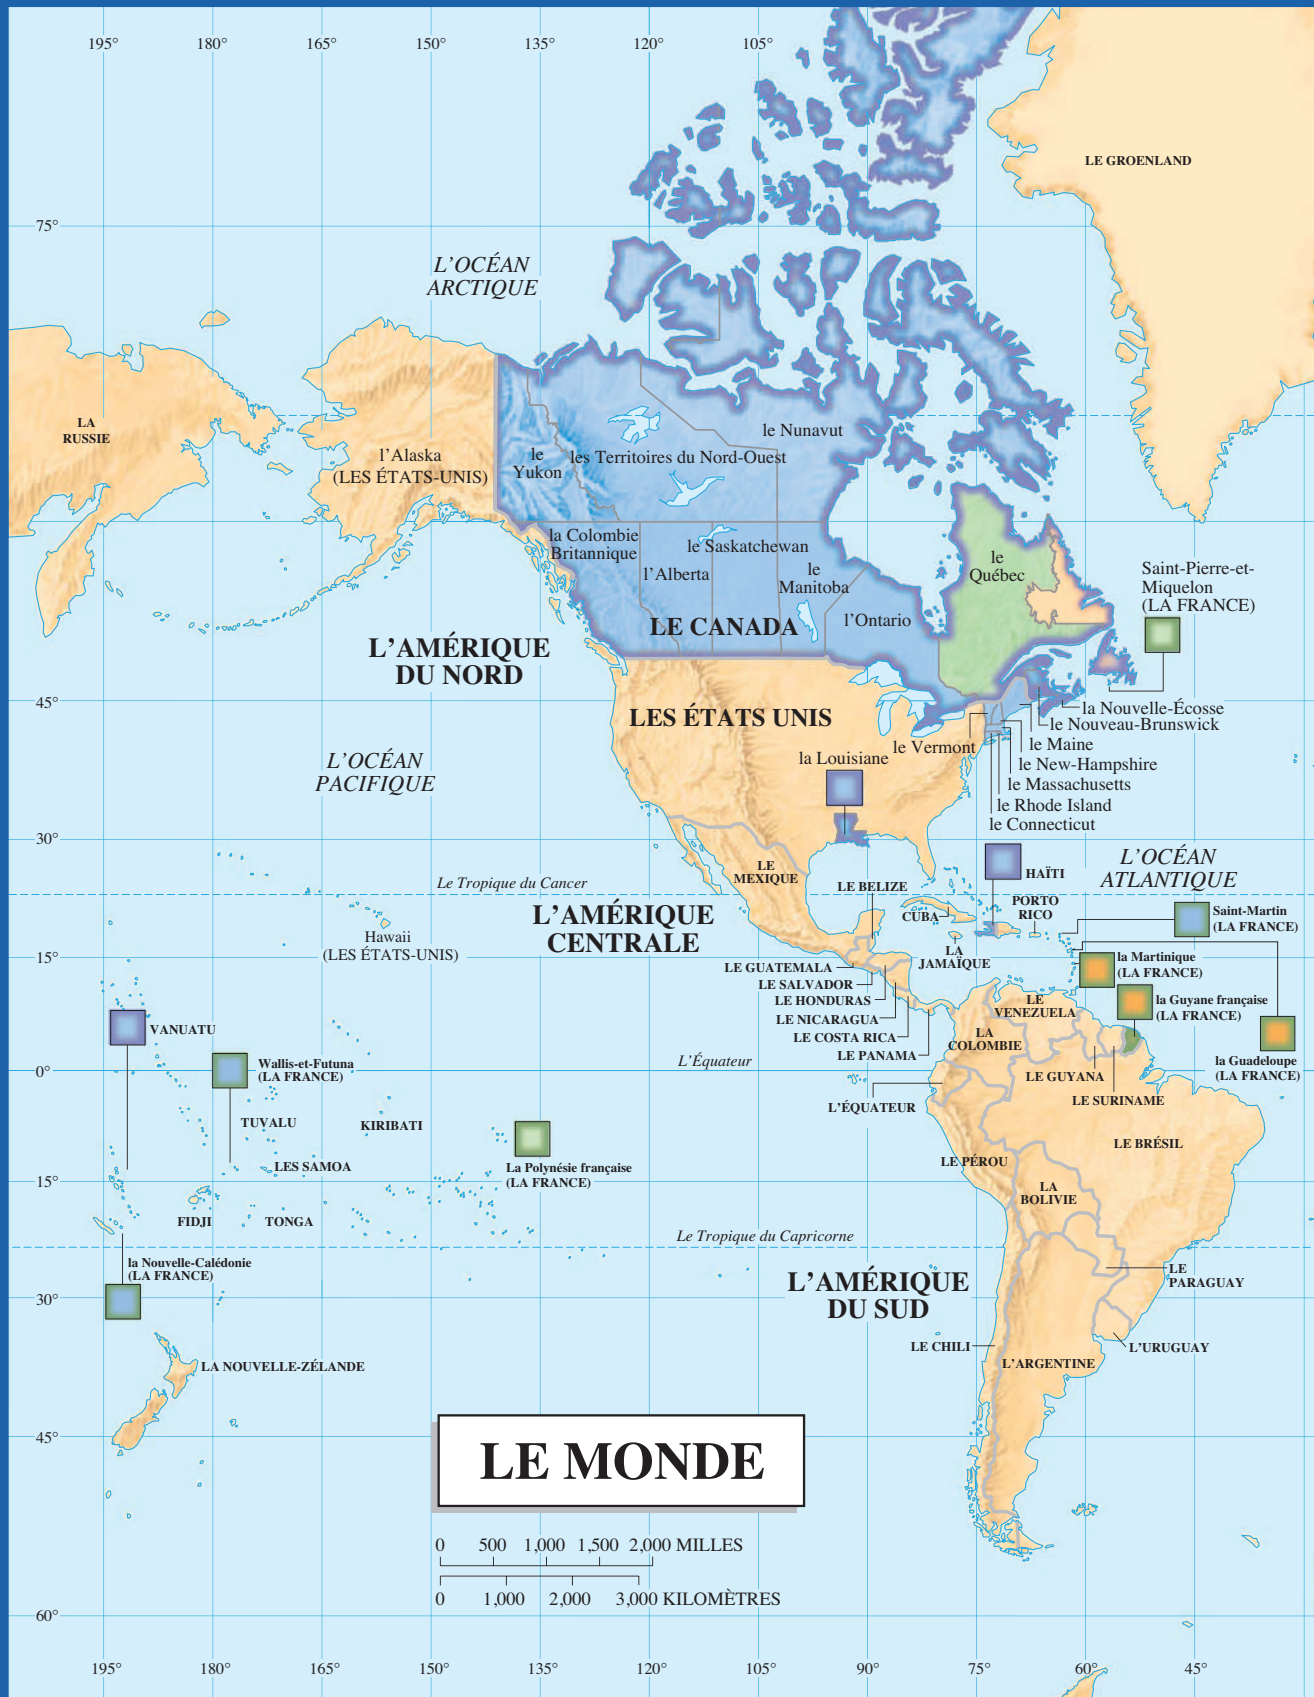 195° 180° 165° 150° 135° 120° 105°
LE GROENLAND
75°
L'OCÉAN
ARCTIQUE
LA
RUSSIE
l'Alaska
(LES ÉTATS-UNIS)
le
Yukon
les Territoires du Nord-Ouest
le Nunavut
la Colombie
Britannique
l'Alberta
le Saskatchewan
le
Manitoba
l'Ontario
le
Québec
Saint-Pierre-et-
Miquelon
(LA FRANCE)
LE CANADA
L'AMÉRIQUE
DU NORD
45°
LES ÉTATS UNIS
la Nouvelle-Écosse
le Nouveau-Brunswick
le Vermont
le Maine
le New-Hampshire
le Massachusetts
le Rhode Island
le Connecticut
la Louisiane
L'OCÉAN
PACIFIQUE
30°
L'OCÉAN
ATLANTIQUE
LE
MEXIQUE
HAÏTI
Le Tropique du Cancer
LE BELIZE
CUBA
PORTO
RICO
Saint-Martin
(LA FRANCE)
L'AMÉRIQUE
CENTRALE
Hawaii
(LES ÉTATS-UNIS)
LA
JAMAÏQUE
15°
LE GUATEMALA
LE SALVADOR
LE HONDURAS
LE NICARAGUA
LE COSTA RICA
LE PANAMA
la Martinique
(LA FRANCE)
la Guyane française
(LA FRANCE)
la Guadeloupe
(LA FRANCE)
LE
VENEZUELA
LA
COLOMBIE
VANUATU
Wallis-et-Futuna
(LA FRANCE)
L'Équateur
0°
LE GUYANA
LE SURINAME
L'ÉQUATEUR
TUVALU
KIRIBATI
LE BRÉSIL
LES SAMOA
La Polynésie française
(LA FRANCE)
LE PÉROU
15°
LA
BOLIVIE
FIDJI
TONGA
Le Tropique du Capricorne
la Nouvelle-Calédonie
(LA FRANCE)
LE
PARAGUAY
L'AMÉRIQUE
DU SUD
30°
LE CHILI
L'URUGUAY
L'ARGENTINE
LA NOUVELLE-ZÉLANDE
45°
LE MONDE
0 500 1,000 1,500 2,000 MILLES
0 1,000 2,000 3,000 KILOMÈTRES
60°
195° 180° 165° 150° 135° 120° 105° 90° 75° 60° 45°